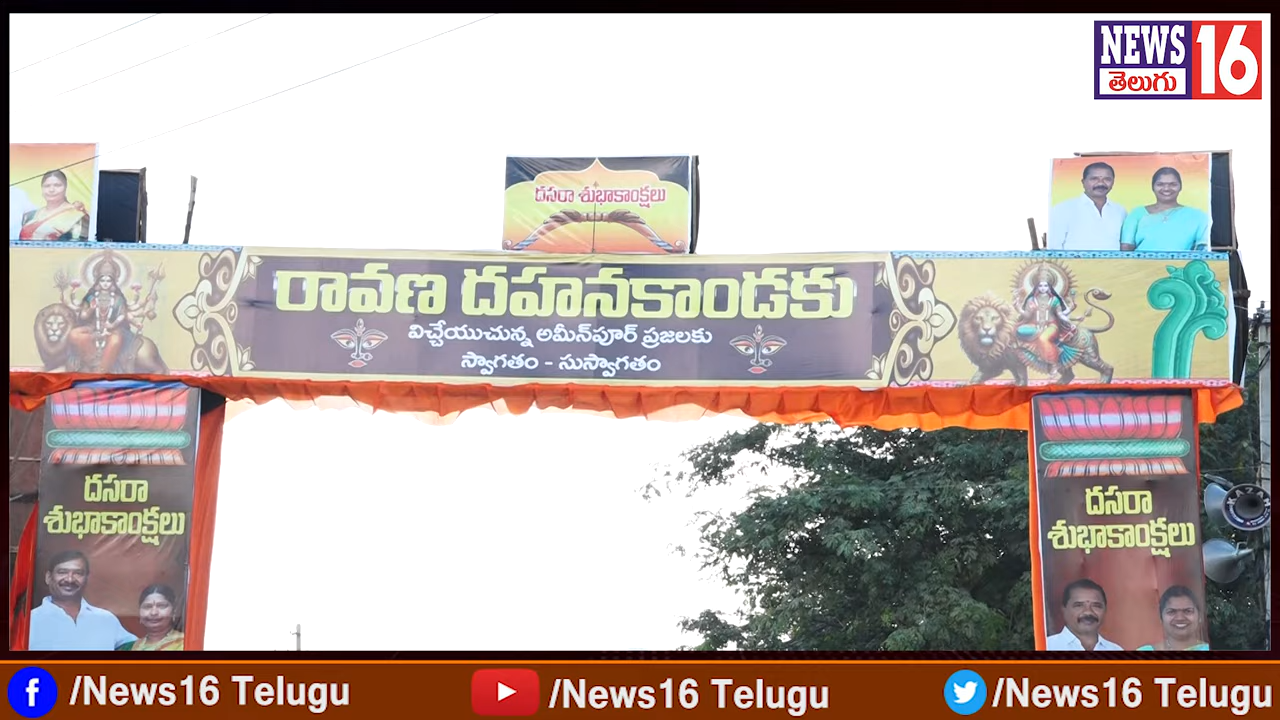 NEWS 16
తెలుగు
దసరా శుభాకాంక్షలు
రావణ దహనకాండకు
విచ్చేయుచున్న అమీన్‌పూర్ ప్రజలకు
స్వాగతం - సుస్వాగతం
దసరా
శుభాకాంక్షలు
దసరా
శుభాకాంక్షలు
/News16 Telugu
/News16 Telugu
/News16 Telugu